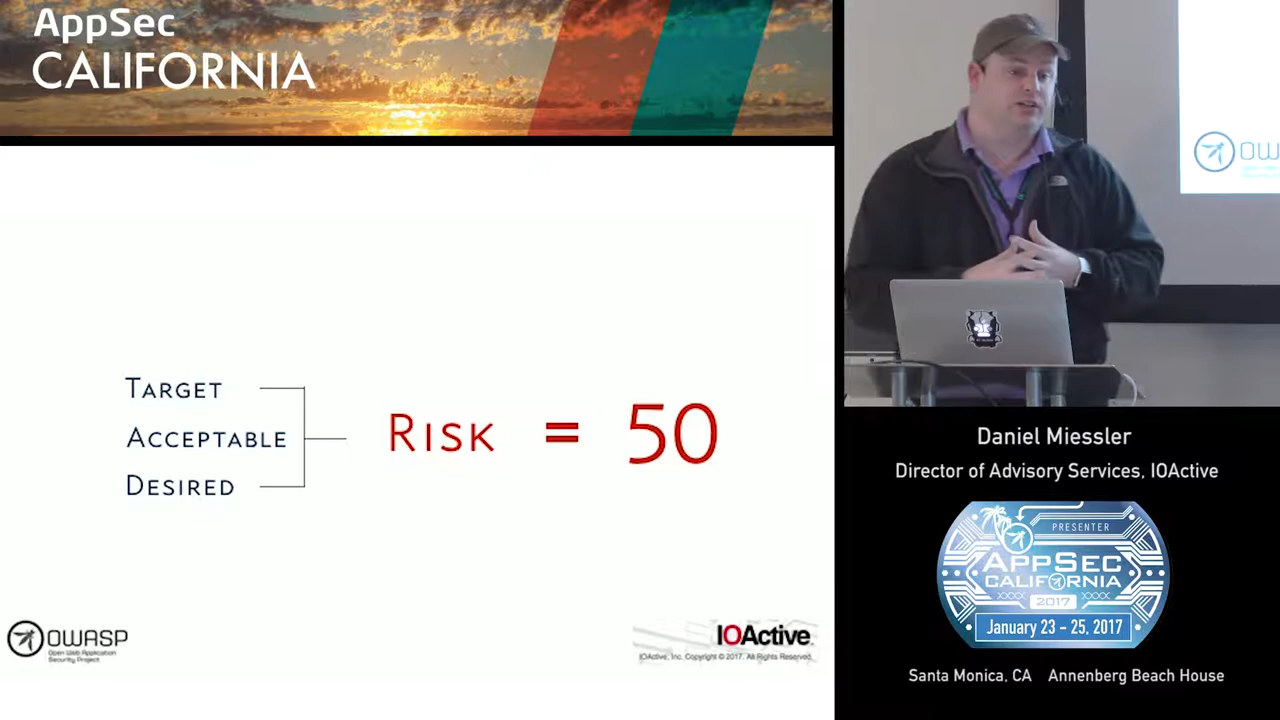 AppSec
CALIFORNIA
TARGET
ACCEPTABLE
DESIRED
RISK = 50
OWASP
Open Web Application
Security Project
IOActive
IOActive, Inc. Copyright © 2017. All Rights Reserved.
OW
Daniel Miessler
Director of Advisory Services, IOActive
PRESENTER
APPSEC
CALIFORNIA
2017
January 23 - 25, 2017
Santa Monica, CA Annenberg Beach House